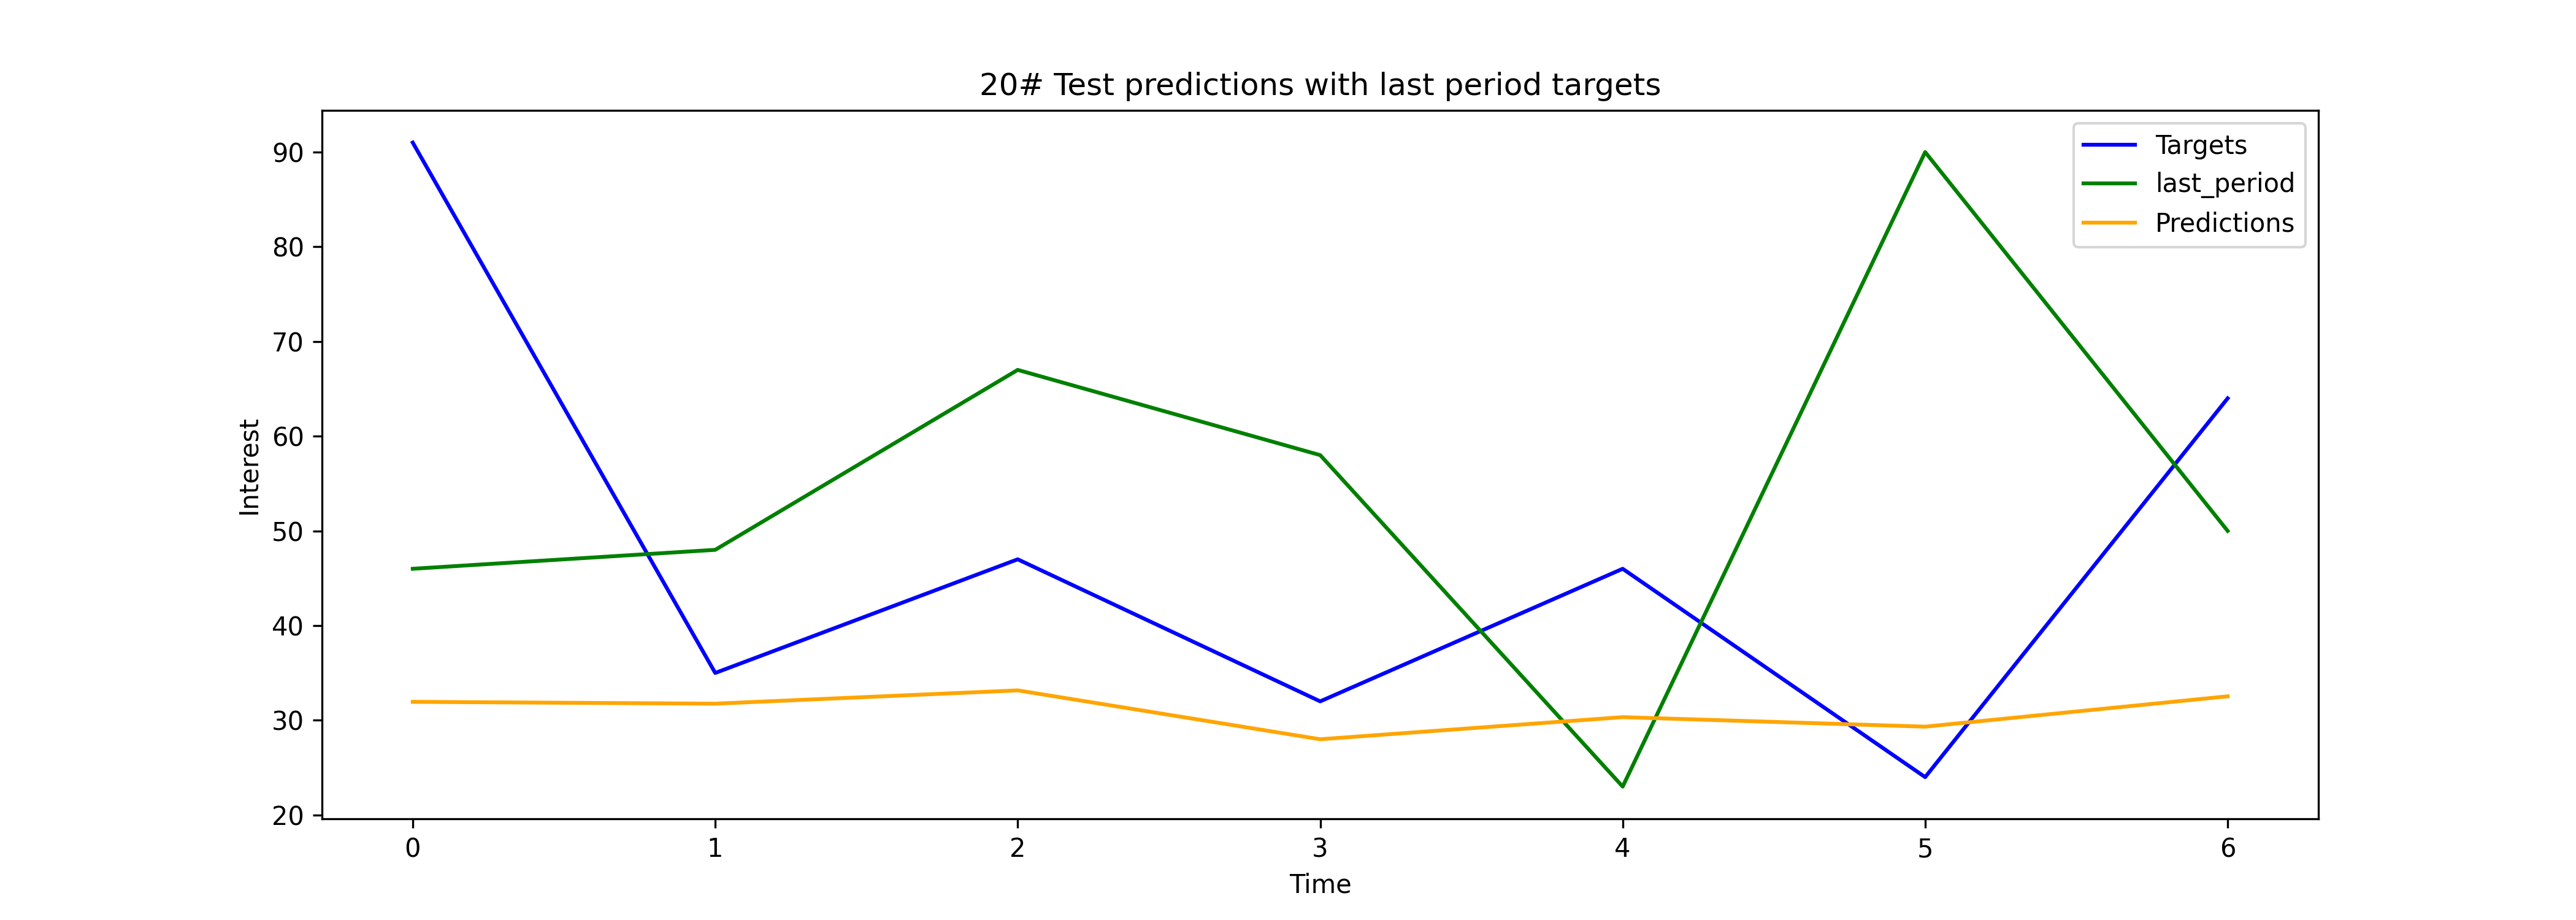 20# Test predictions with last period targets
Interest
90
80
70
60
50
40
30
20
Targets
last_period
Predictions
0 1 2 3 4 5 6
Time